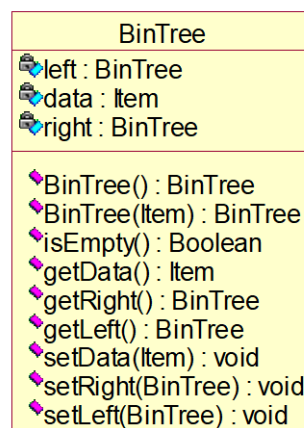 BinTree
left : BinTree
data : Item
right : BinTree
BinTree() : BinTree
BinTree(Item) : BinTree
isEmpty() : Boolean
getData() : Item
getRight() : BinTree
getLeft() : BinTree
setData(Item) : void
setRight(BinTree) : void
setLeft(BinTree) : void